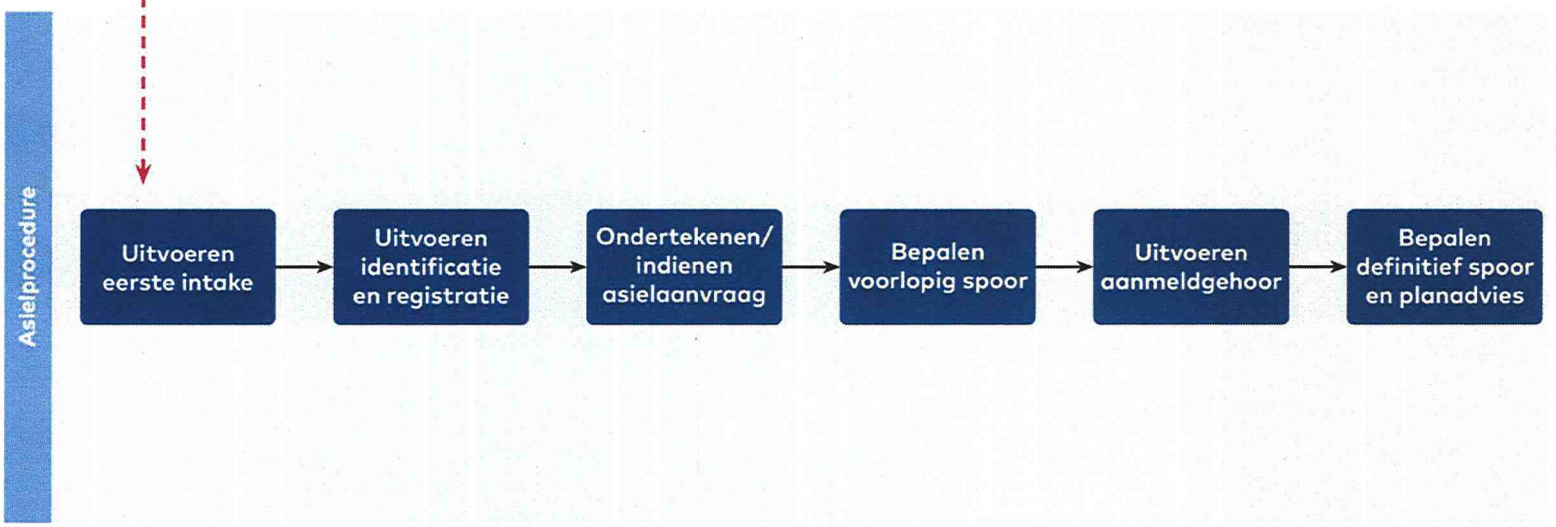 Asielprocedure
Uitvoeren
eerste intake
Uitvoeren
identificatie
en registratie
Ondertekenen/
indienen
asielaanvraag
Bepalen
voorlopig spoor
Uitvoeren
aanmeldgehoor
Bepalen
definitief spoor
en planadvies